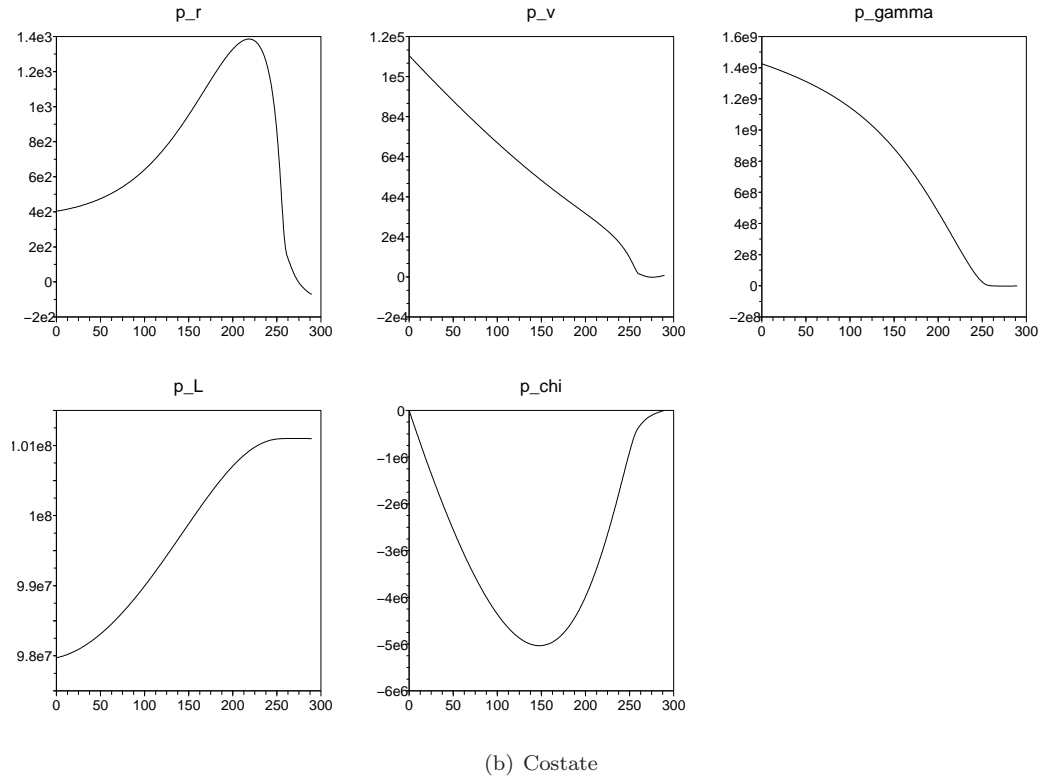 p_r
p_v
p_gamma
1.4e3
1.2e3
1e3
8e2
6e2
4e2
2e2
0
−2e2
0 50 100 150 200 250 300
1.2e5
1e5
8e4
6e4
4e4
2e4
0
−2e4
0 50 100 150 200 250 300
1.6e9
1.4e9
1.2e9
1e9
8e8
6e8
4e8
2e8
0
−2e8
0 50 100 150 200 250 300
p_L
p_chi
1.01e8
1e8
9.9e7
9.8e7
0 50 100 150 200 250 300
0
−1e6
−2e6
−3e6
−4e6
−5e6
−6e6
0 50 100 150 200 250 300
(b) Costate